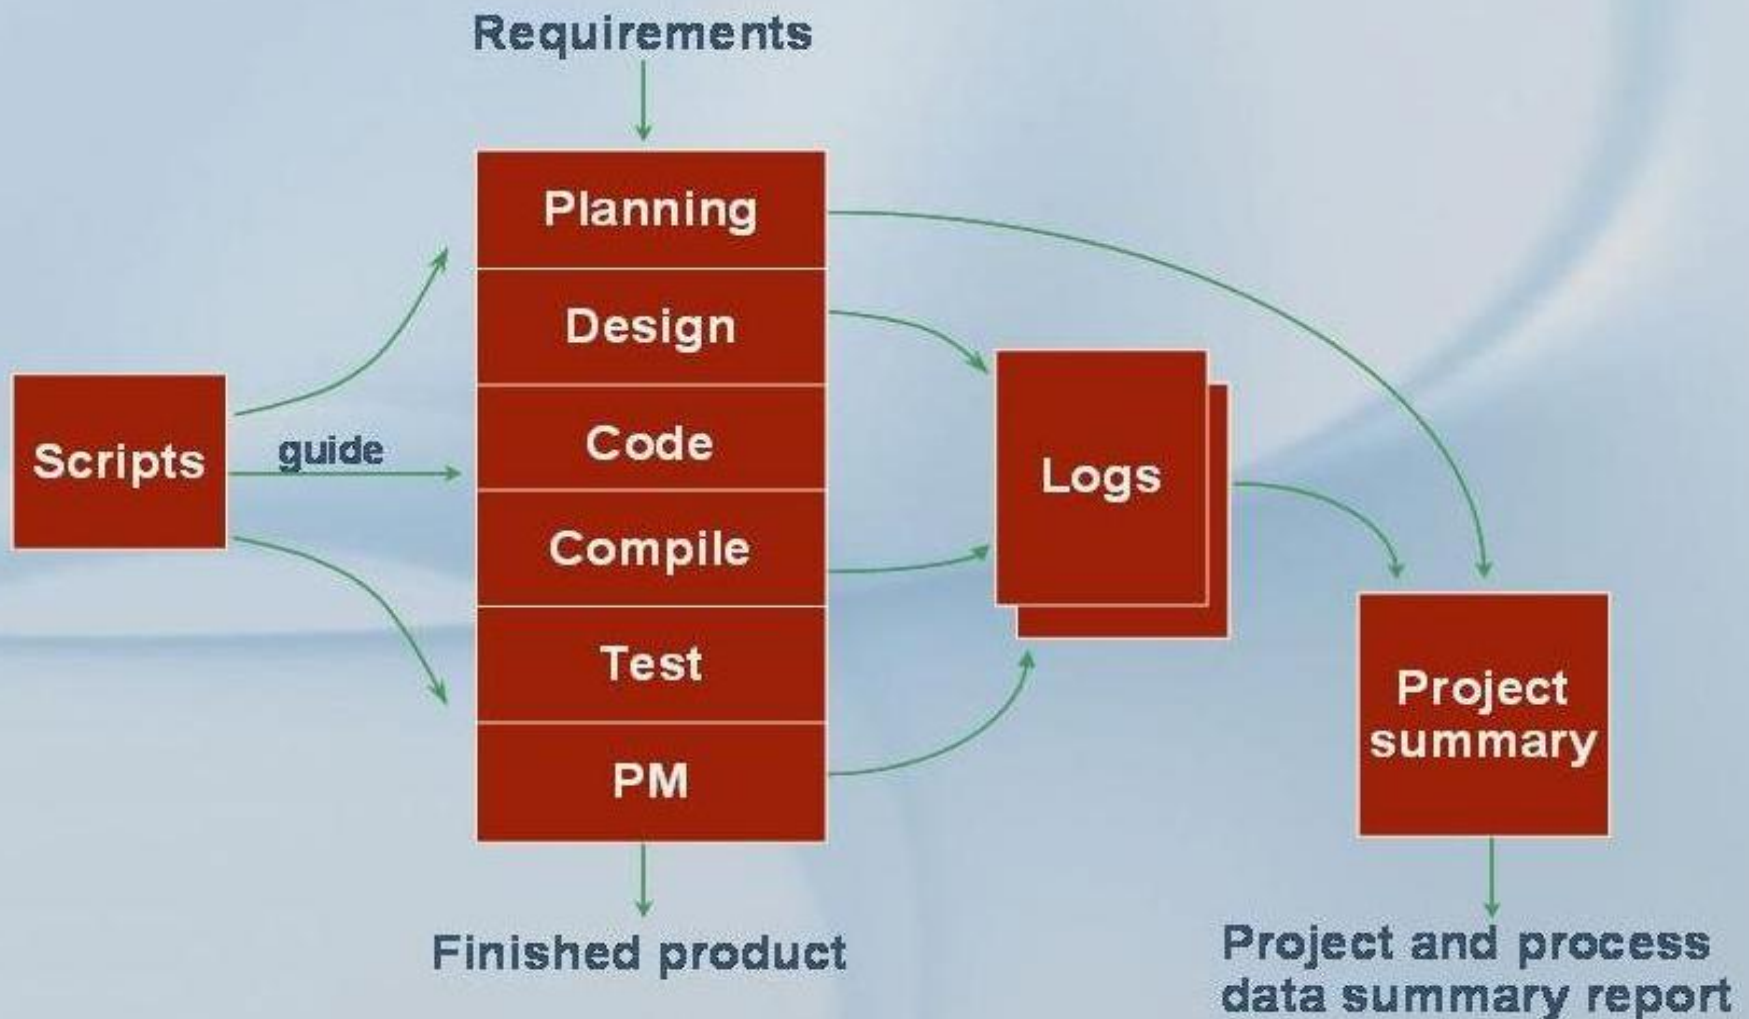 Requirements
Planning
Design
Code
Compile
Test
PM
Scripts
guide
Logs
Project
summary
Finished product
Project and process
data summary report